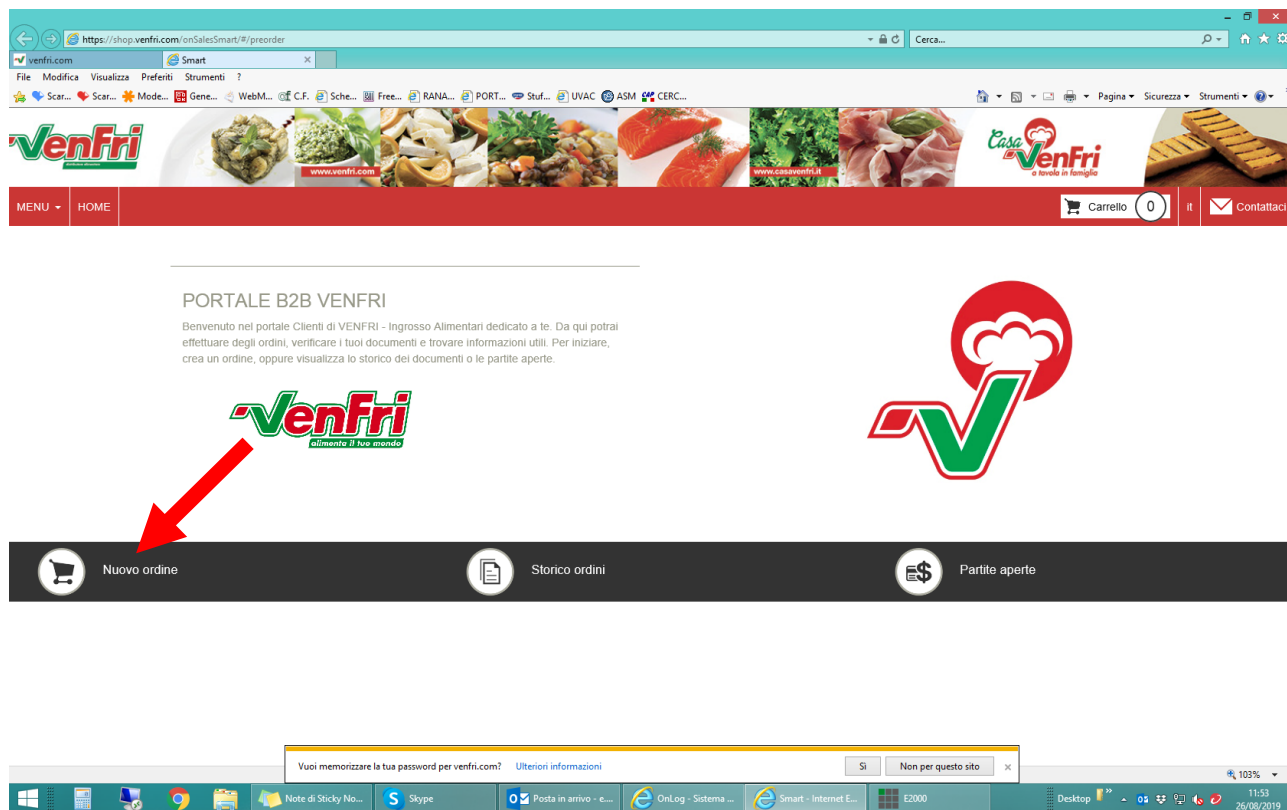 https://shop.venfri.com/onSalesSmart/#/preorder
Cerca...
venfri.com
Smart
File Modifica Visualizza Preferiti Strumenti ?
Scar... Scar... Mode... Gene... WebM... C.F. Sche... Free... RANA... PORT... Stuf... UVAC ASM CERC...
Pagina Sicurezza Strumenti
VenFri
www.venfri.com
www.casavenfri.it
Casa
VenFri
a tavola in famiglia
MENU HOME
Carrello 0 it Contattaci
PORTALE B2B VENFRI
Benvenuto nel portale Clienti di VENFRI - Ingrosso Alimentari dedicato a te. Da qui potrai
effettuare degli ordini, verificare i tuoi documenti e trovare informazioni utili. Per iniziare,
crea un ordine, oppure visualizza lo storico dei documenti o le partite aperte.
VenFri
alimenta il tuo mondo
Nuovo ordine
Storico ordini
Partite aperte
Vuoi memorizzare la tua password per venfri.com? Ulteriori informazioni Sì Non per questo sito
103%
Note di Sticky No... Skype Posta in arrivo - e.... OnLog - Sistema ... Smart - Internet E... E2000 Desktop
11:53